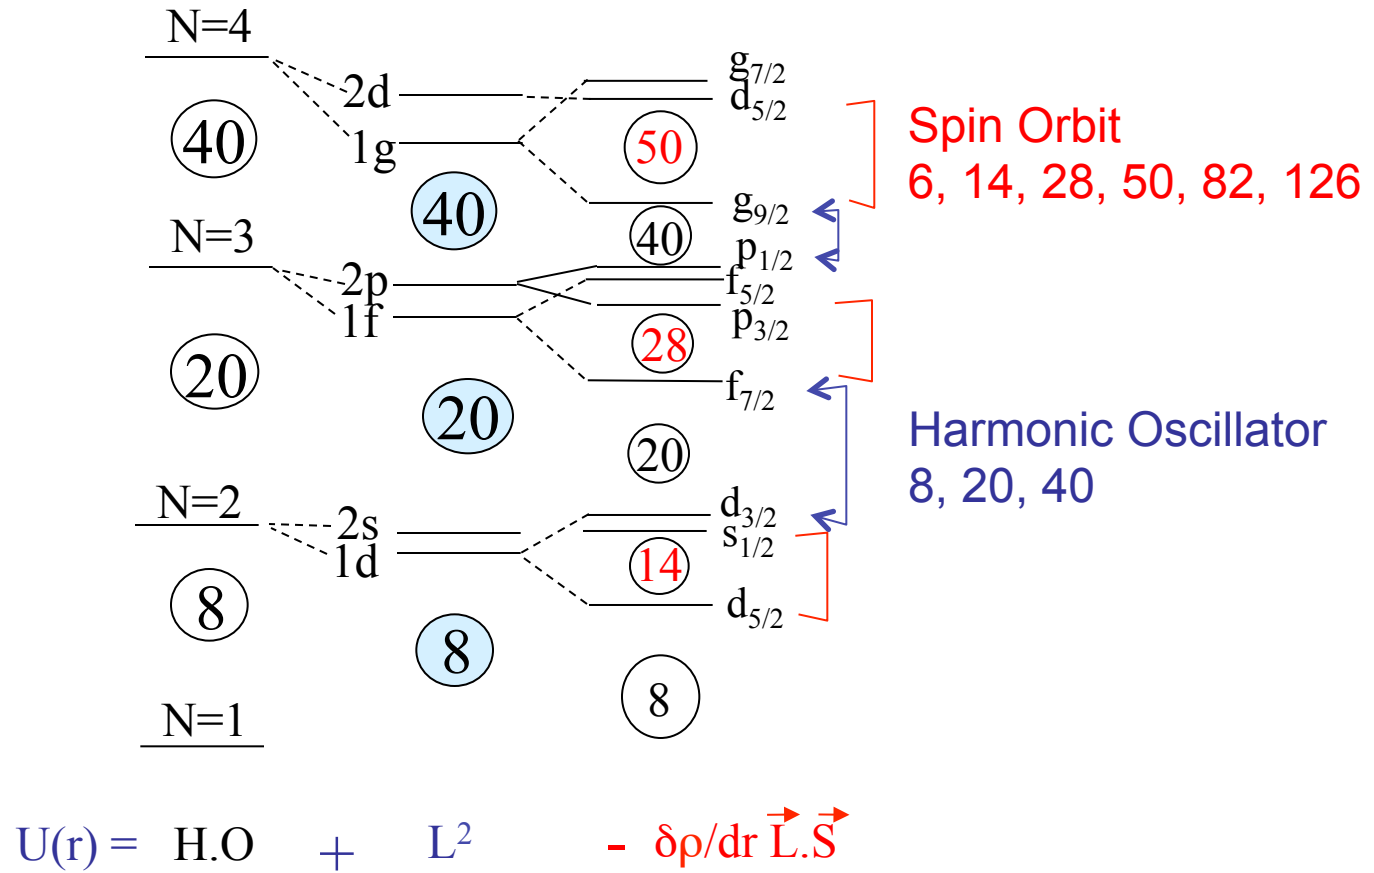 N=4
2d
1g
g7/2
d5/2
40
50
Spin Orbit
6, 14, 28, 50, 82, 126
40
g9/2
N=3
40
p1/2
2p
1f
f5/2
p3/2
20
28
20
f7/2
Harmonic Oscillator
8, 20, 40
20
N=2
2s
1d
d3/2
s1/2
14
8
d5/2
8
8
N=1
U(r) = H.O + L² - δρ/dr L⃗.S⃗